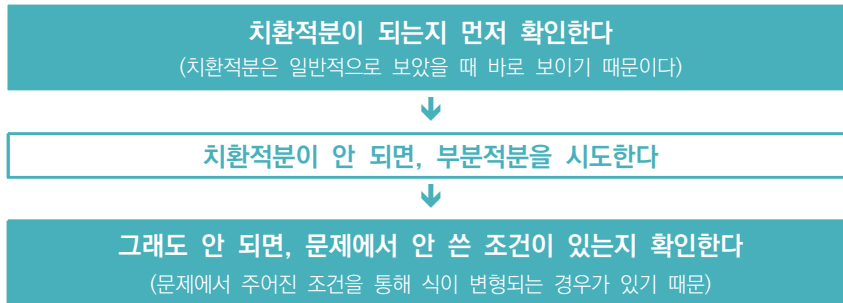 치환적분이 되는지 먼저 확인한다
(치환적분은 일반적으로 보았을 때 바로 보이기 때문이다)
치환적분이 안 되면, 부분적분을 시도한다
그래도 안 되면, 문제에서 안 쓴 조건이 있는지 확인한다
(문제에서 주어진 조건을 통해 식이 변형되는 경우가 있기 때문)